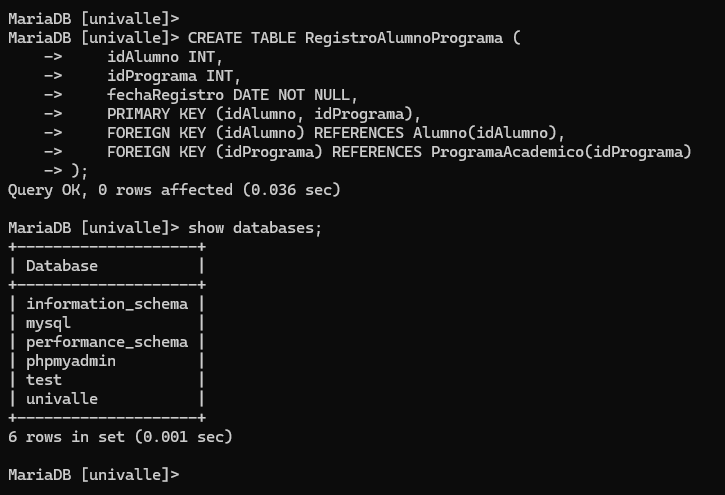 MariaDB [univalle]>
MariaDB [univalle]> CREATE TABLE RegistroAlumnoPrograma (
    ->     idAlumno INT,
    ->     idPrograma INT,
    ->     fechaRegistro DATE NOT NULL,
    ->     PRIMARY KEY (idAlumno, idPrograma),
    ->     FOREIGN KEY (idAlumno) REFERENCES Alumno(idAlumno),
    ->     FOREIGN KEY (idPrograma) REFERENCES ProgramaAcademico(idPrograma)
    -> );
Query OK, 0 rows affected (0.036 sec)

MariaDB [univalle]> show databases;
+--------------------+
| Database           |
+--------------------+
| information_schema |
| mysql              |
| performance_schema |
| phpmyadmin         |
| test               |
| univalle           |
+--------------------+
6 rows in set (0.001 sec)

MariaDB [univalle]>